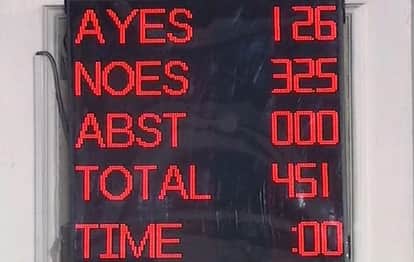 AYES 126
NOES 325
ABST 000
TOTAL 451
TIME :00